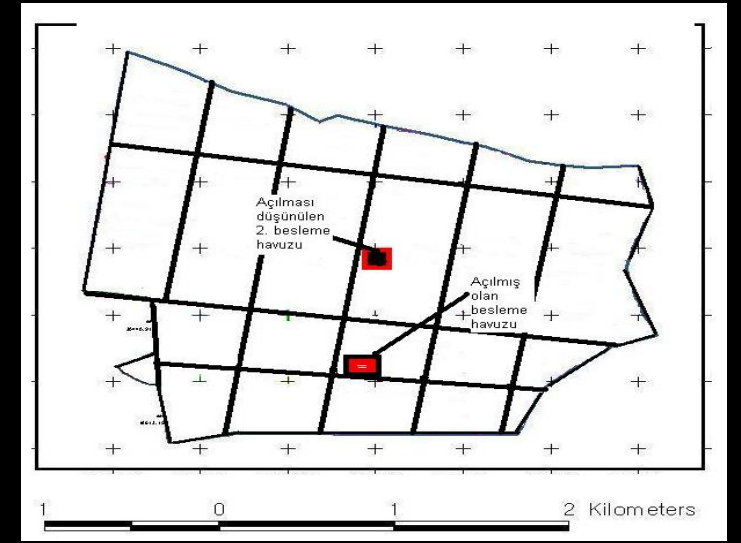 Açılması
düşünülen
2. besleme
havuzu
Açılmış
olan
besleme
havuzu
1 0 1 2 Kilometers